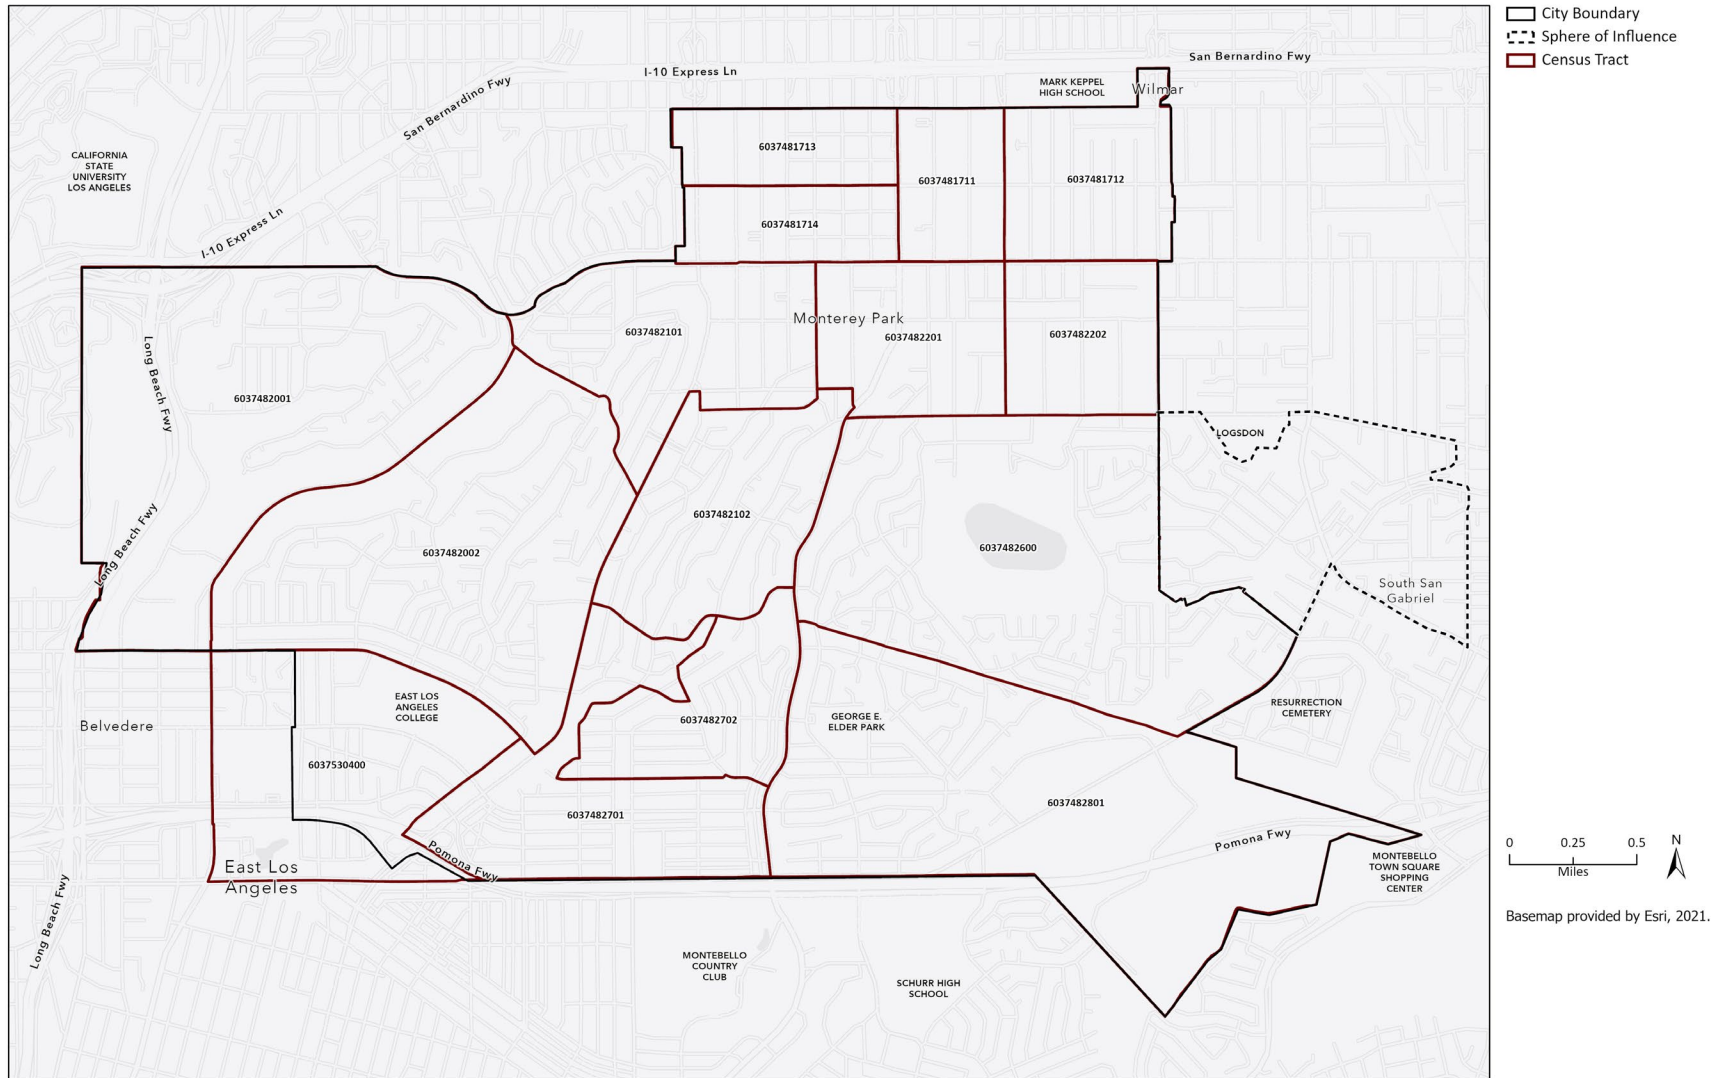 City Boundary
Sphere of Influence
Census Tract
San Bernardino Fwy
I-10 Express Ln
MARK KEPPEL
HIGH SCHOOL
Wilmar
San Bernardino Fwy
CALIFORNIA
STATE
UNIVERSITY
LOS ANGELES
6037481713
6037481711
6037481712
I-10 Express Ln
6037481714
Monterey Park
6037482101
6037482201
6037482202
Long Beach Fwy
6037482001
LOGSDON
6037482102
Long Beach Fwy
6037482002
6037482600
South San
Gabriel
EAST LOS
ANGELES
COLLEGE
RESURRECTION
CEMETERY
Belvedere
6037482702
GEORGE E.
ELDER PARK
6037530400
6037482801
6037482701
Pomona Fwy
Pomona Fwy
East Los
Angeles
MONTEBELLO
TOWN SQUARE
SHOPPING
CENTER
Long Beach Fwy
MONTEBELLO
COUNTRY
CLUB
SCHURR HIGH
SCHOOL
0 0.25 0.5
Miles
N
Basemap provided by Esri, 2021.